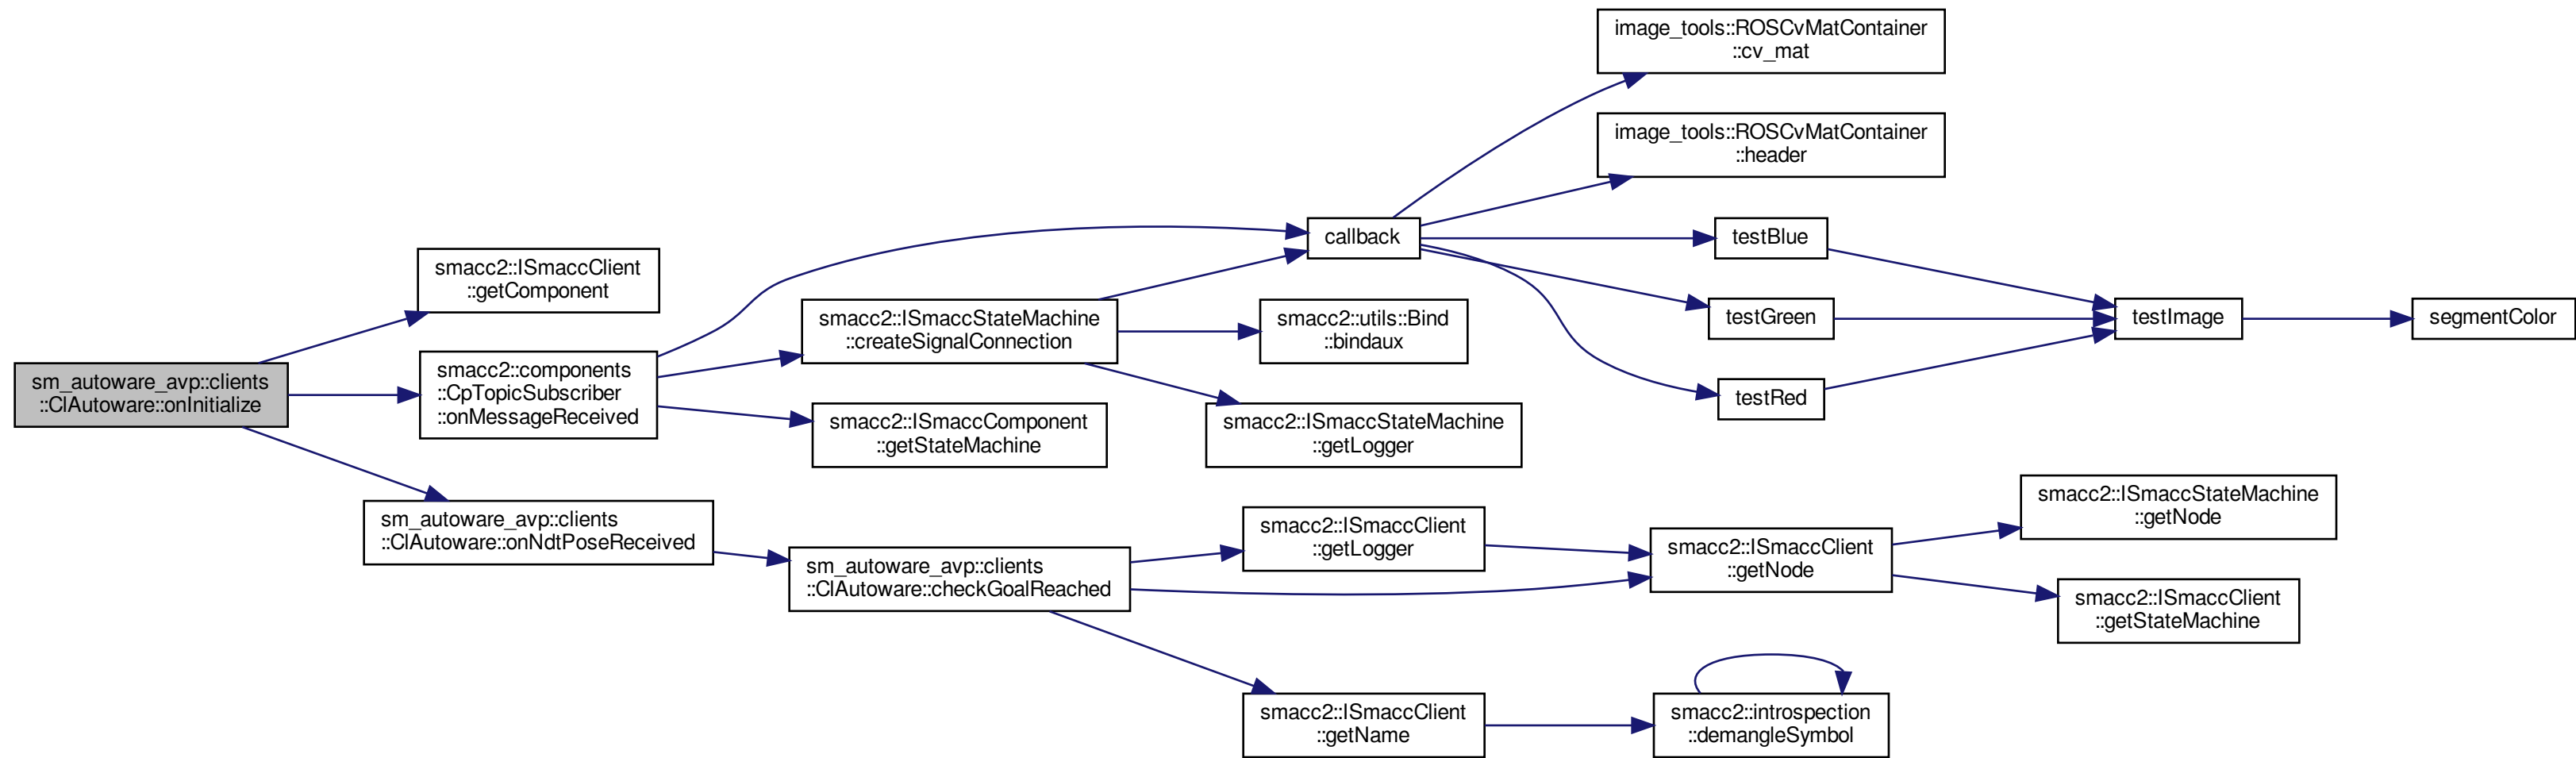 image_tools::ROSCvMatContainer
::cv_mat
image_tools::ROSCvMatContainer
::header
callback
testBlue
smacc2::ISmaccClient
::getComponent
smacc2::ISmaccStateMachine
::createSignalConnection
smacc2::utils::Bind
::bindaux
testGreen
testImage
segmentColor
sm_autoware_avp::clients
::ClAutoware::onInitialize
smacc2::components
::CpTopicSubscriber
::onMessageReceived
testRed
smacc2::ISmaccComponent
::getStateMachine
smacc2::ISmaccStateMachine
::getLogger
smacc2::ISmaccStateMachine
::getNode
sm_autoware_avp::clients
::ClAutoware::onNdtPoseReceived
smacc2::ISmaccClient
::getLogger
smacc2::ISmaccClient
::getNode
sm_autoware_avp::clients
::ClAutoware::checkGoalReached
smacc2::ISmaccClient
::getStateMachine
smacc2::ISmaccClient
::getName
smacc2::introspection
::demangleSymbol